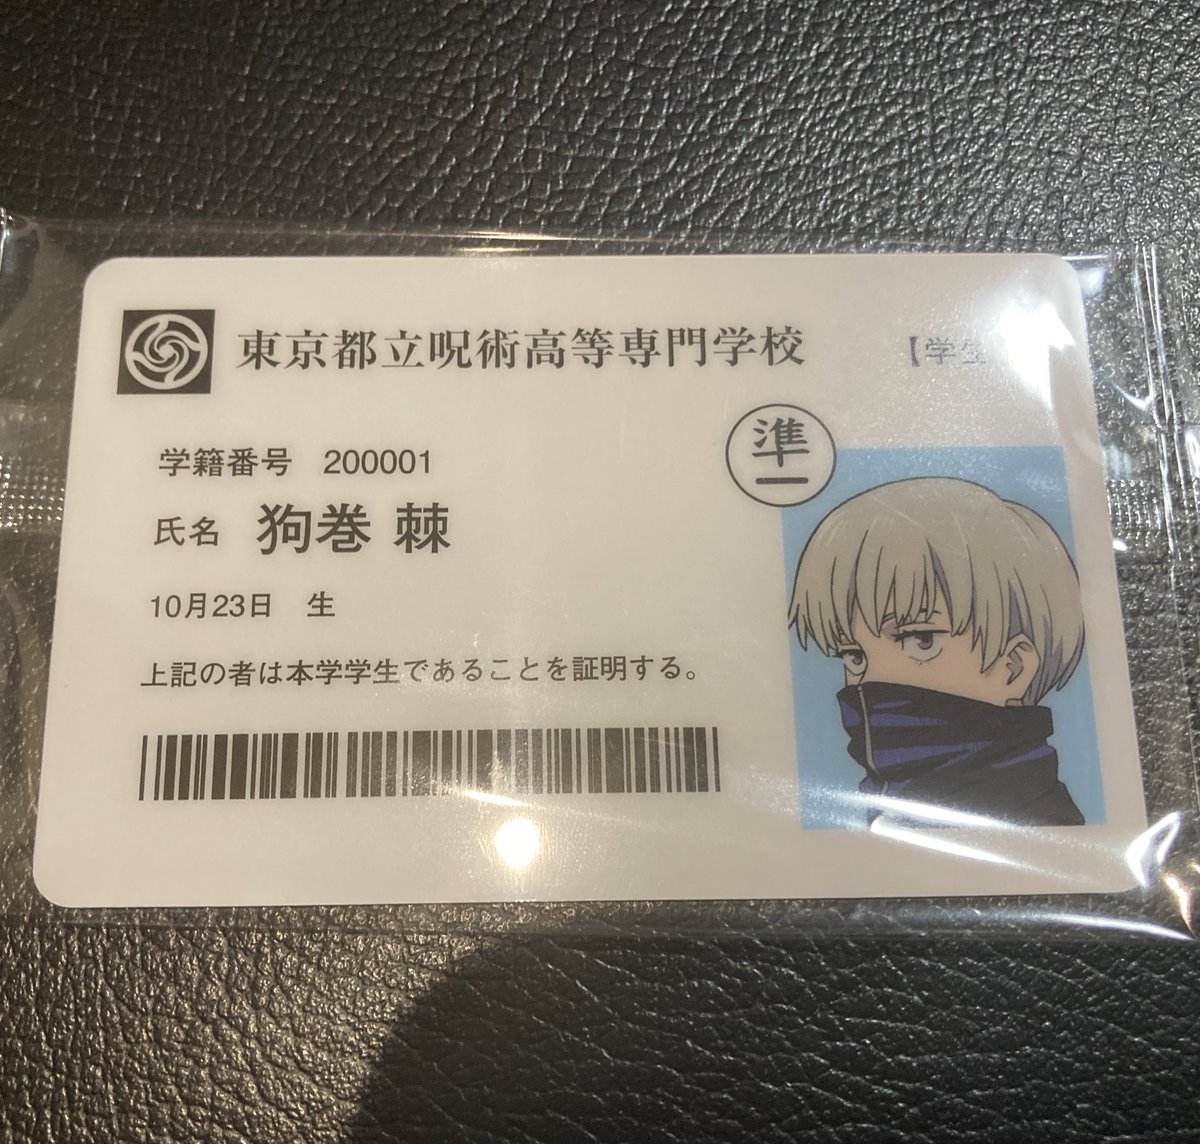 東京都立呪術高等専門学校
【学生
準一
学籍番号 200001
氏名 狗巻 棘
10月23日 生
上記の者は本学学生であることを証明する。